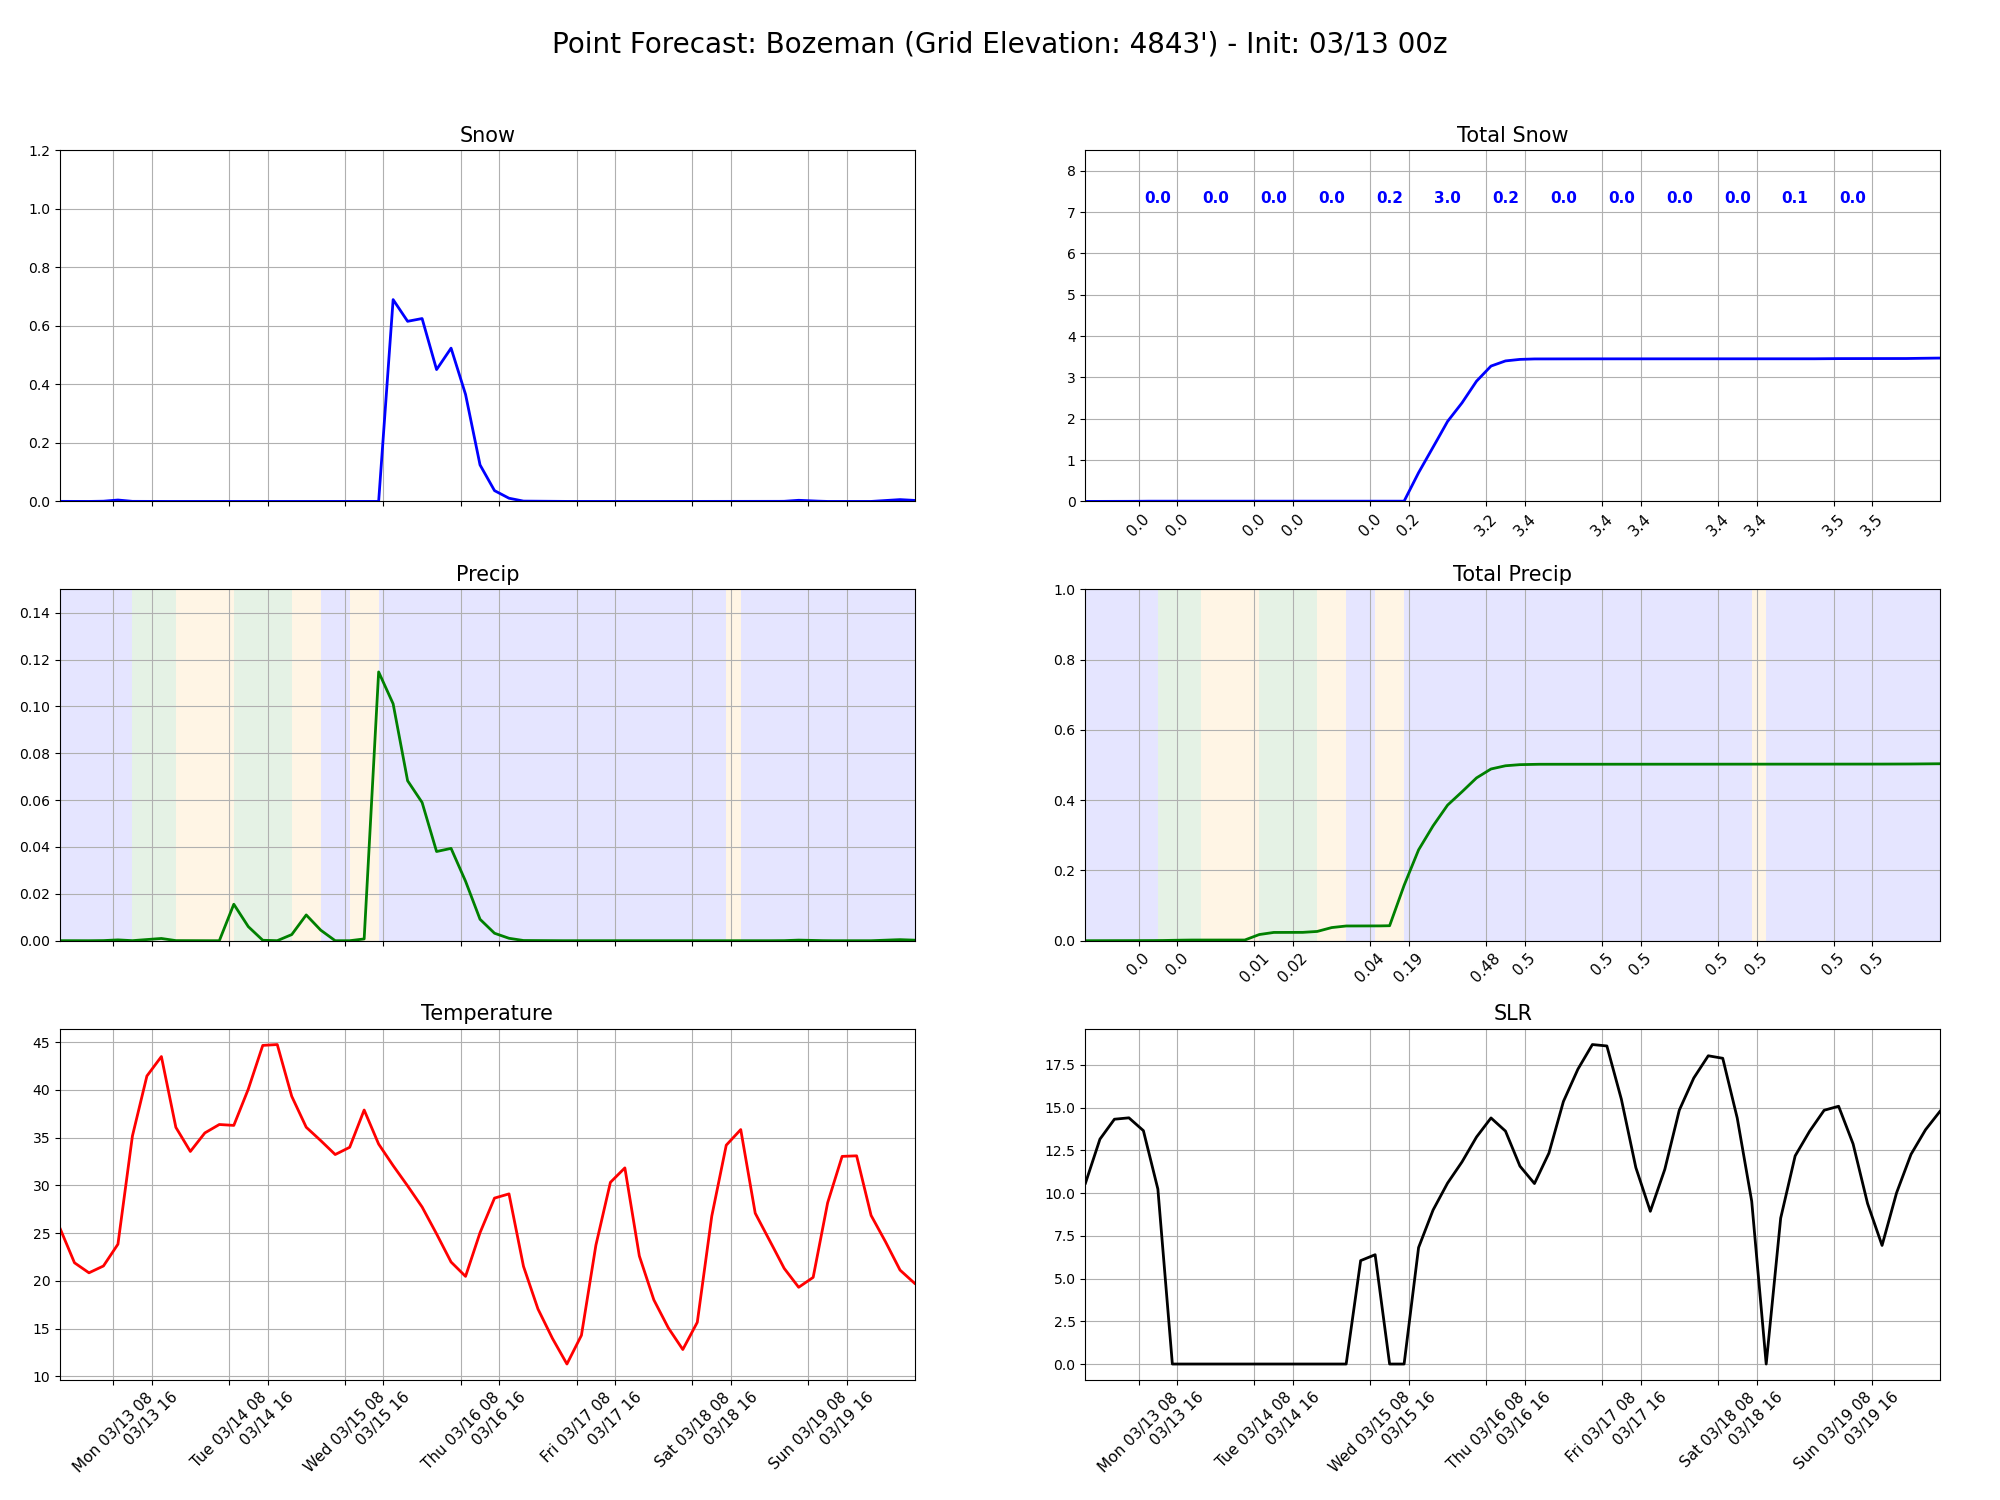 Point Forecast: Bozeman (Grid Elevation: 4843') - Init: 03/13 00z
Snow
1.2
1.0
0.8
0.6
0.4
0.2
0.0
Total Snow
8
7
6
5
4
3
2
1
0
0.0 0.0 0.0 0.0 0.2 3.0 0.2 0.0 0.0 0.0 0.0 0.1 0.0
0.0 0.0 0.0 0.0 0.0 0.2 3.2 3.4 3.4 3.4 3.4 3.4 3.5 3.5
Precip
0.14
0.12
0.10
0.08
0.06
0.04
0.02
0.00
Total Precip
1.0
0.8
0.6
0.4
0.2
0.0
0.0 0.0 0.01 0.02 0.04 0.19 0.48 0.5 0.5 0.5 0.5 0.5 0.5 0.5
Temperature
45
40
35
30
25
20
15
10
Mon 03/13 08
03/13 16
Tue 03/14 08
03/14 16
Wed 03/15 08
03/15 16
Thu 03/16 08
03/16 16
Fri 03/17 08
03/17 16
Sat 03/18 08
03/18 16
Sun 03/19 08
03/19 16
SLR
17.5
15.0
12.5
10.0
7.5
5.0
2.5
0.0
Mon 03/13 08
03/13 16
Tue 03/14 08
03/14 16
Wed 03/15 08
03/15 16
Thu 03/16 08
03/16 16
Fri 03/17 08
03/17 16
Sat 03/18 08
03/18 16
Sun 03/19 08
03/19 16